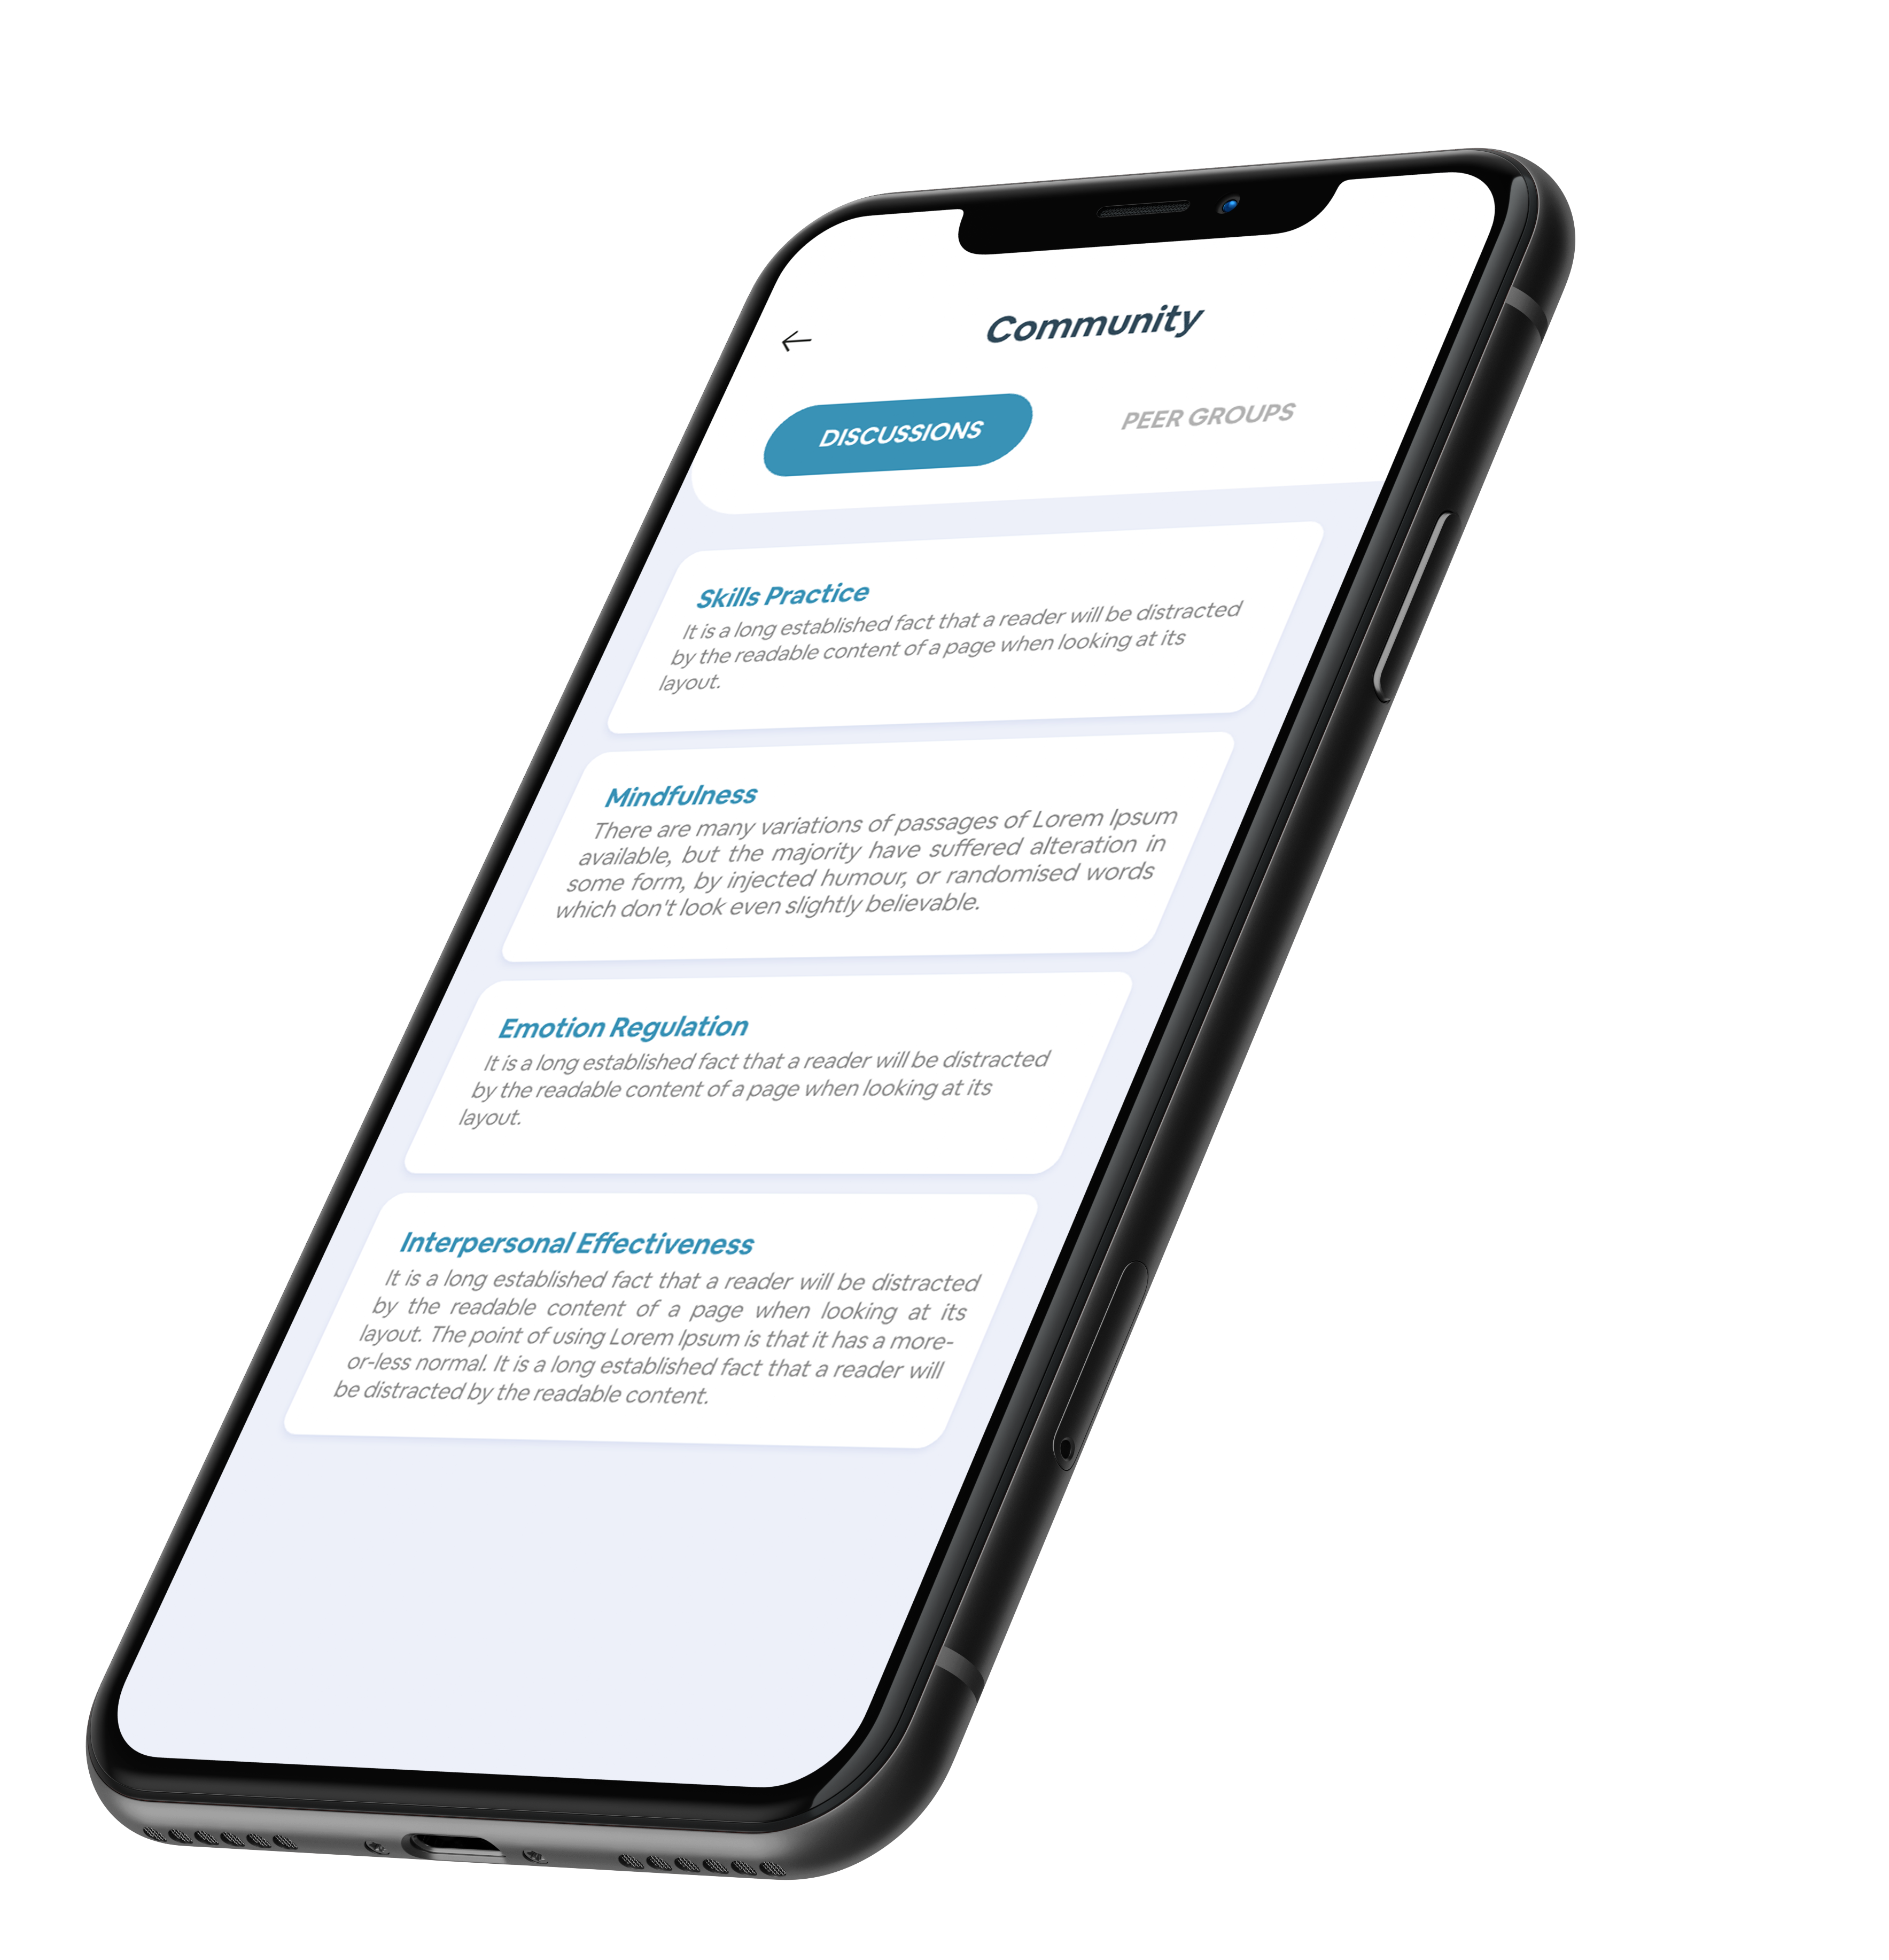 Community
DISCUSSIONS
PEER GROUPS
Skills Practice
It is a long established fact that a reader will be distracted
by the readable content of a page when looking at its
layout.
Mindfulness
There are many variations of passages of Lorem Ipsum
available, but the majority have suffered alteration in
some form, by injected humour, or randomised words
which don't look even slightly believable.
Emotion Regulation
It is a long established fact that a reader will be distracted
by the readable content of a page when looking at its
layout.
Interpersonal Effectiveness
It is a long established fact that a reader will be distracted
by the readable content of a page when looking at its
layout. The point of using Lorem Ipsum is that it has a more-
or-less normal. It is a long established fact that a reader will
be distracted by the readable content.